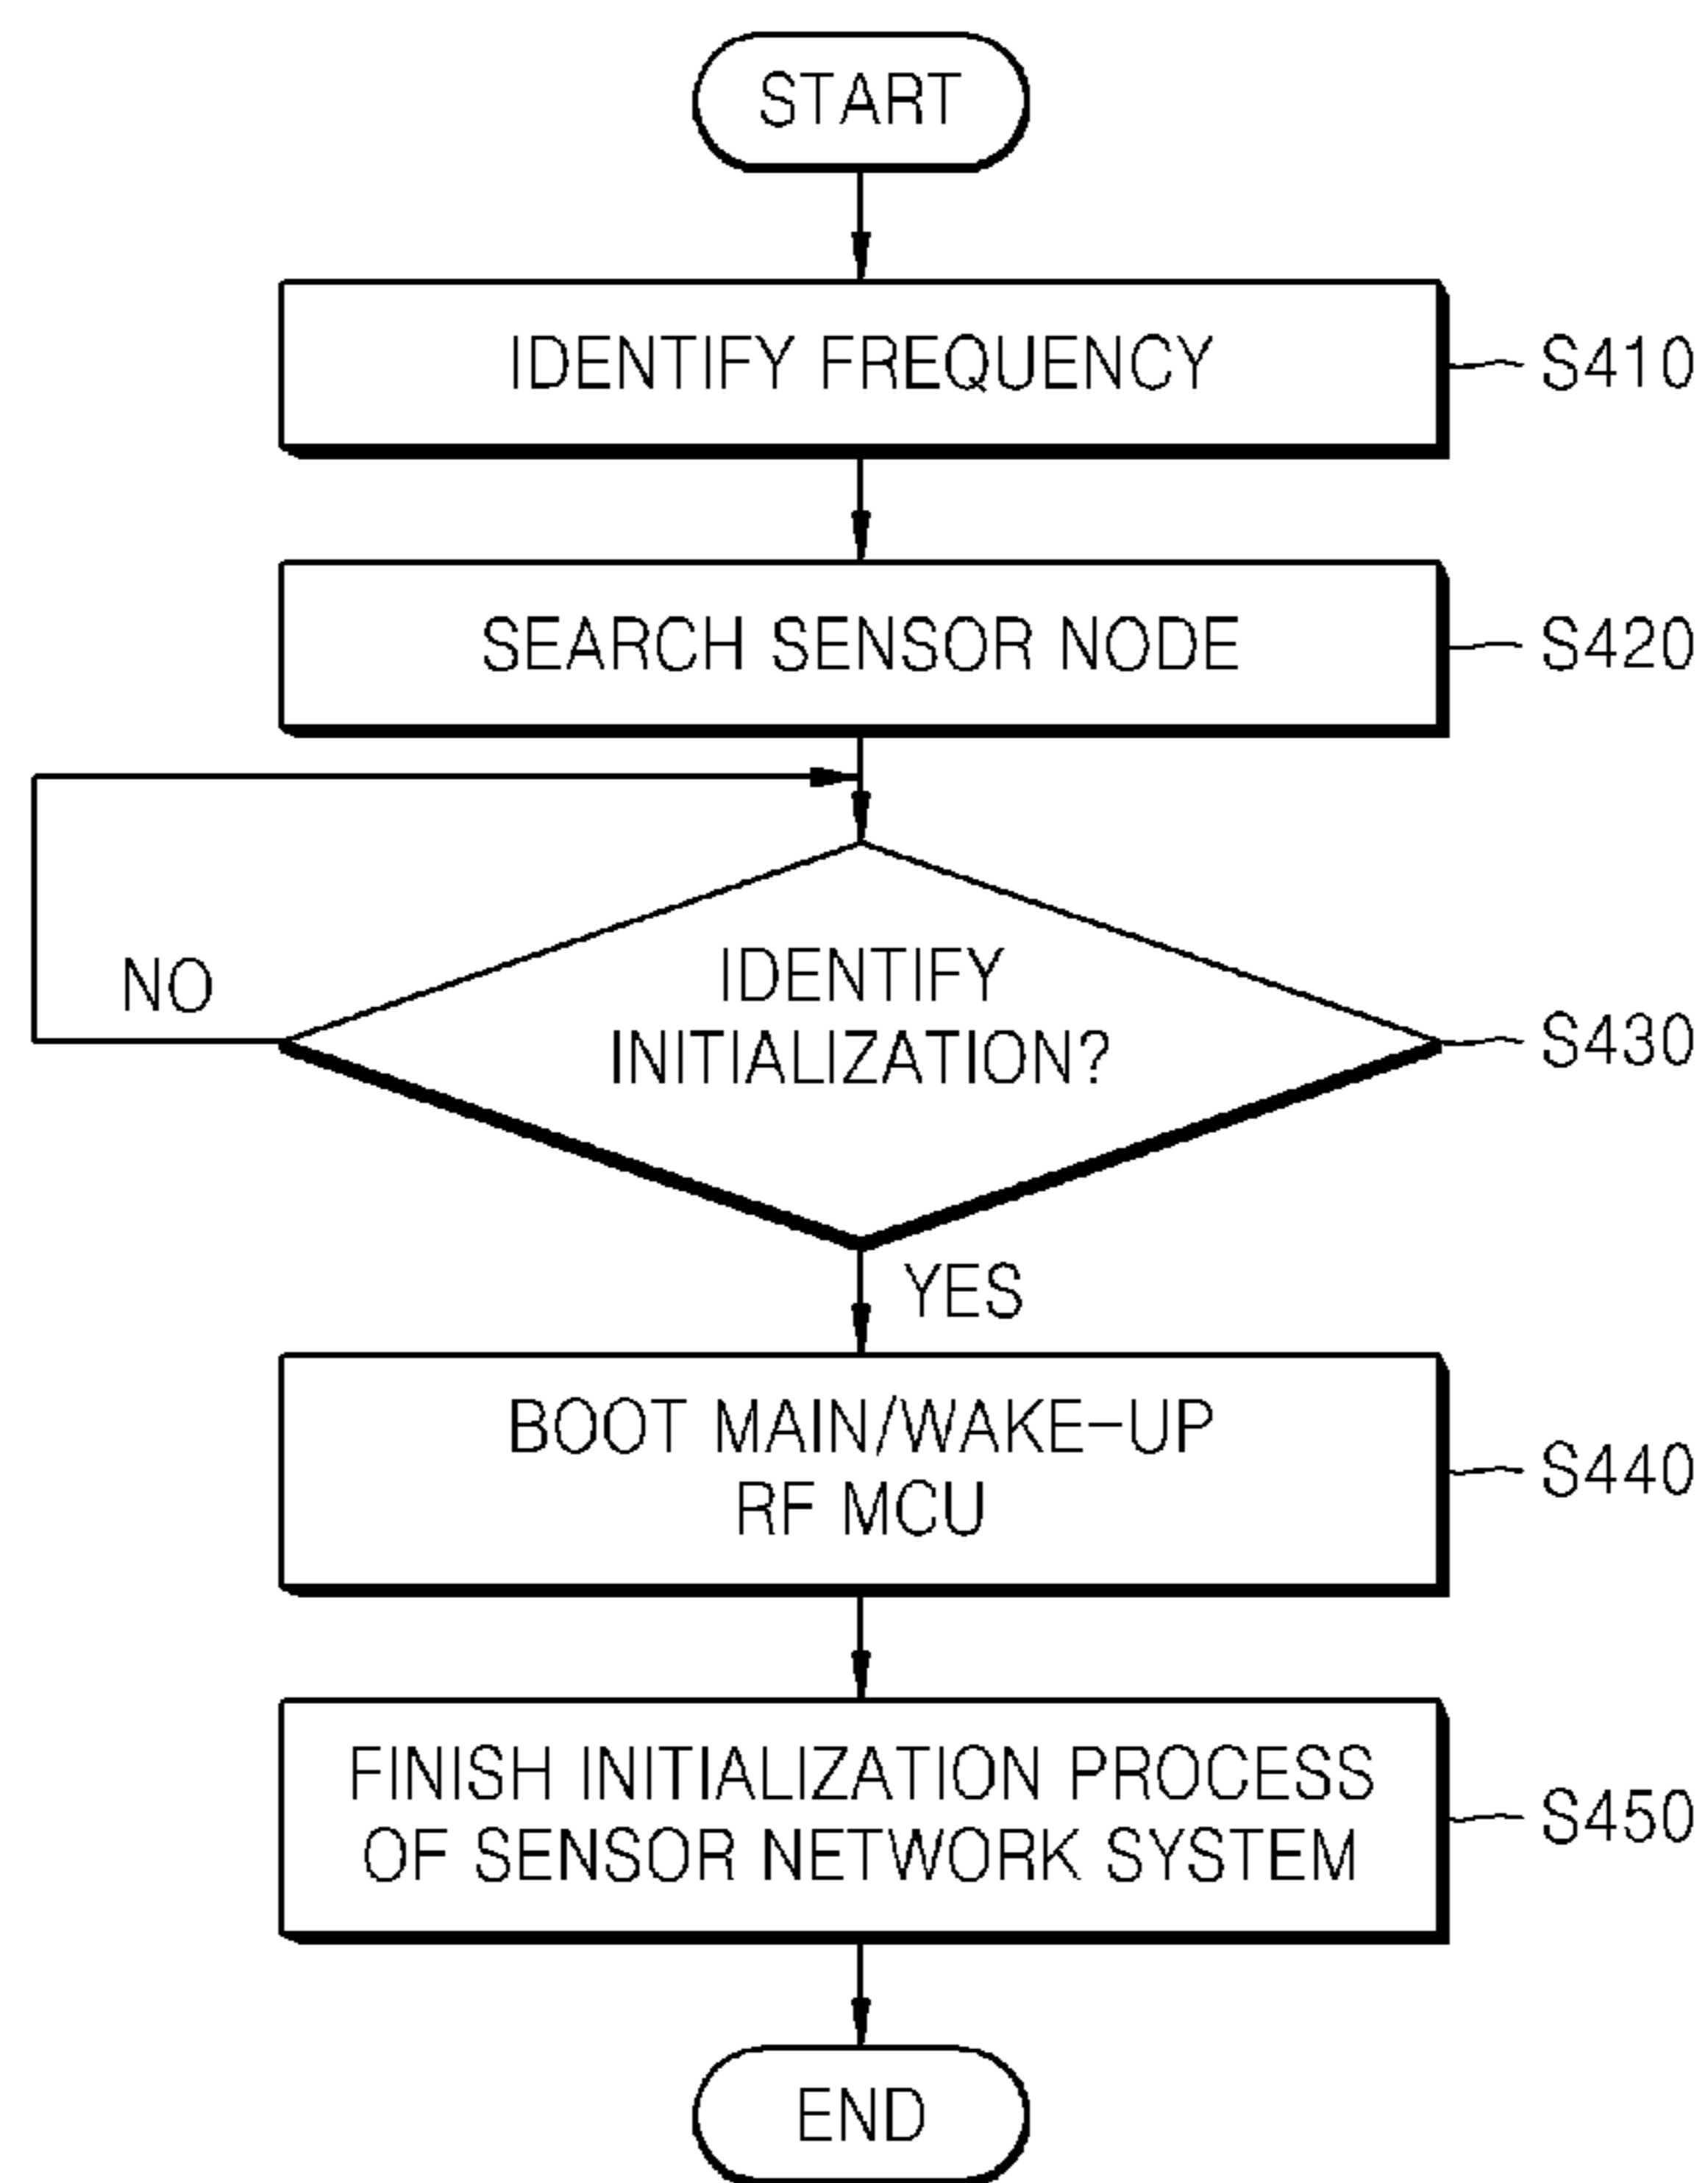 START
IDENTIFY FREQUENCY
S410
SEARCH SENSOR NODE
S420
NO
IDENTIFY
INITIALIZATION?
S430
YES
BOOT MAIN/WAKE-UP
RF MCU
S440
FINISH INITIALIZATION PROCESS
OF SENSOR NETWORK SYSTEM
S450
END